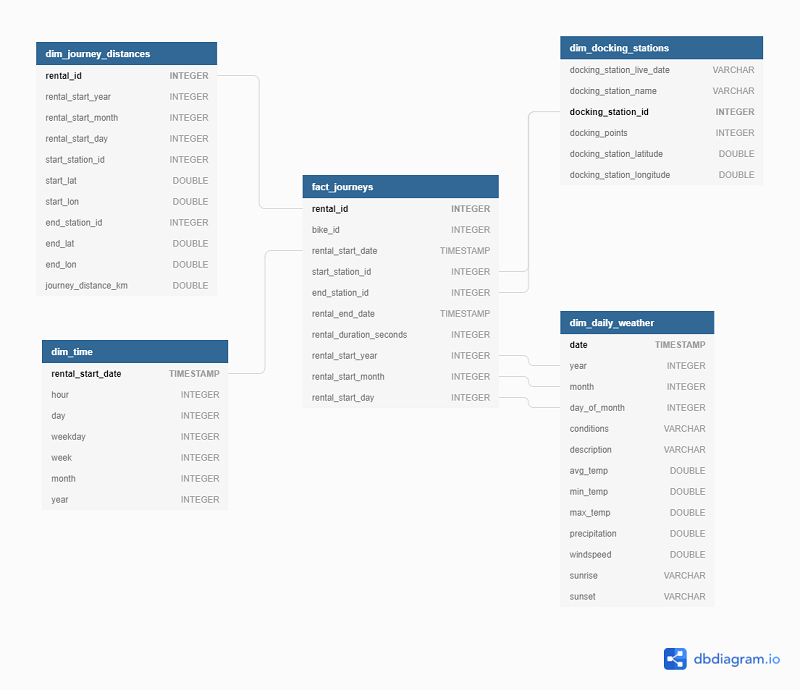 dim_journey_distances
rental_id INTEGER
rental_start_year INTEGER
rental_start_month INTEGER
rental_start_day INTEGER
start_station_id INTEGER
start_lat DOUBLE
start_lon DOUBLE
end_station_id INTEGER
end_lat DOUBLE
end_lon DOUBLE
journey_distance_km DOUBLE
dim_docking_stations
docking_station_live_date VARCHAR
docking_station_name VARCHAR
docking_station_id INTEGER
docking_points INTEGER
docking_station_latitude DOUBLE
docking_station_longitude DOUBLE
fact_journeys
rental_id INTEGER
bike_id INTEGER
rental_start_date TIMESTAMP
start_station_id INTEGER
end_station_id INTEGER
rental_end_date TIMESTAMP
rental_duration_seconds INTEGER
rental_start_year INTEGER
rental_start_month INTEGER
rental_start_day INTEGER
dim_time
rental_start_date TIMESTAMP
hour INTEGER
day INTEGER
weekday INTEGER
week INTEGER
month INTEGER
year INTEGER
dim_daily_weather
date TIMESTAMP
year INTEGER
month INTEGER
day_of_month INTEGER
conditions VARCHAR
description VARCHAR
avg_temp DOUBLE
min_temp DOUBLE
max_temp DOUBLE
precipitation DOUBLE
windspeed DOUBLE
sunrise VARCHAR
sunset VARCHAR
dbdiagram.io